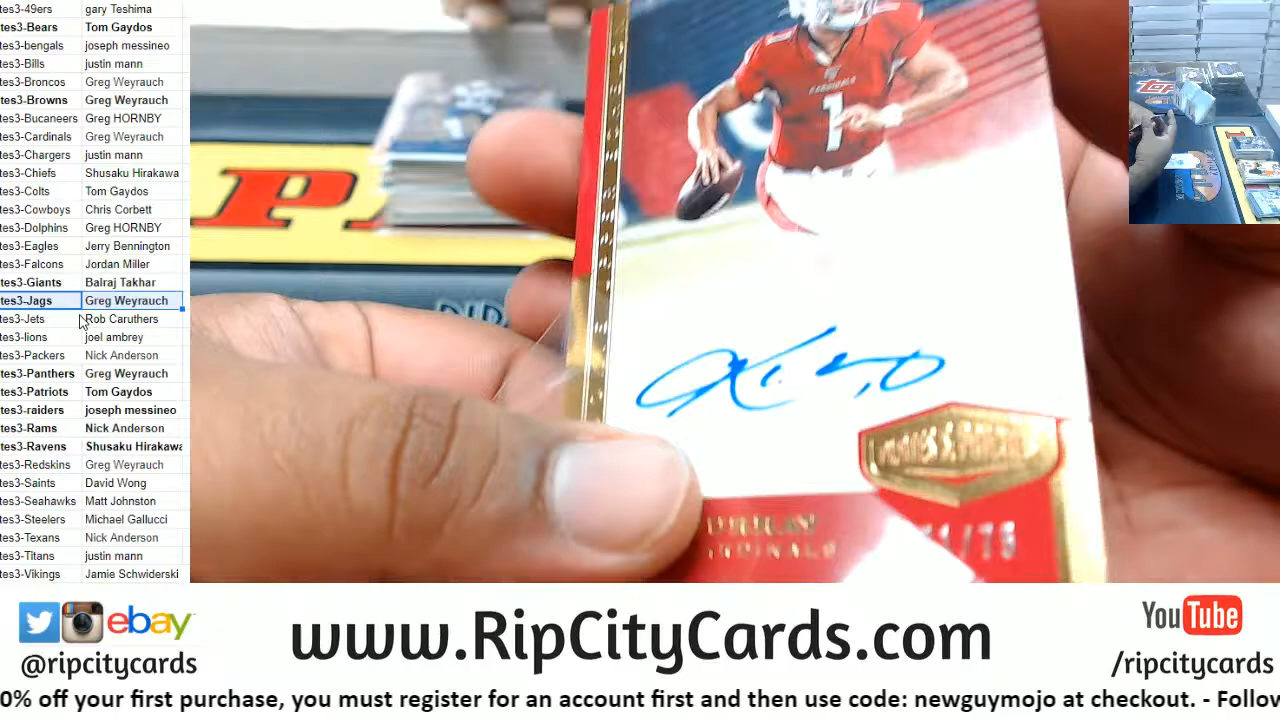 tes3-49ers gary Teshima
tes3-Bears Tom Gaydos
tes3-bengals joseph messineo
tes3-Bills justin mann
tes3-Broncos Greg Weyrauch
tes3-Browns Greg Weyrauch
tes3-Bucaneers Greg HORNBY
tes3-Cardinals Greg Weyrauch
tes3-Chargers justin mann
tes3-Chiefs Shusaku Hirakawa
tes3-Colts Tom Gaydos
tes3-Cowboys Chris Corbett
tes3-Dolphins Greg HORNBY
tes3-Eagles Jerry Bennington
tes3-Falcons Jordan Miller
tes3-Giants Balraj Takhar
tes3-Jags Greg Weyrauch
tes3-Jets Rob Caruthers
tes3-lions joel ambrey
tes3-Packers Nick Anderson
tes3-Panthers Greg Weyrauch
tes3-Patriots Tom Gaydos
tes3-raiders joseph messineo
tes3-Rams Nick Anderson
tes3-Ravens Shusaku Hirakawa
tes3-Redskins Greg Weyrauch
tes3-Saints David Wong
tes3-Seahawks Matt Johnston
tes3-Steelers Michael Gallucci
tes3-Texans Nick Anderson
tes3-Titans justin mann
tes3-Vikings Jamie Schwiderski
PA
CARDINALS
1
/75
ebay
@ripcitycards
www.RipCityCards.com
YouTube
/ripcitycards
0% off your first purchase, you must register for an account first and then use code: newguymojo at checkout. - Follow